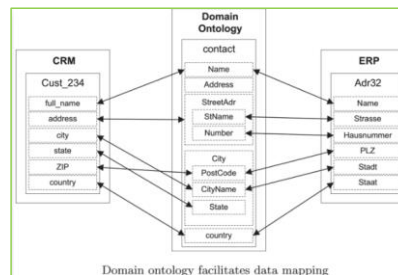 Domain
Ontology
CRM
contact
ERP
Cust_234
Name
Adr32
full_name
Address
Name
address
StreetAdr
Strasse
city
StName
Hausnummer
state
Number
PLZ
ZIP
City
Stadt
country
PostCode
Staat
CityName
State
country
Domain ontology facilitates data mapping